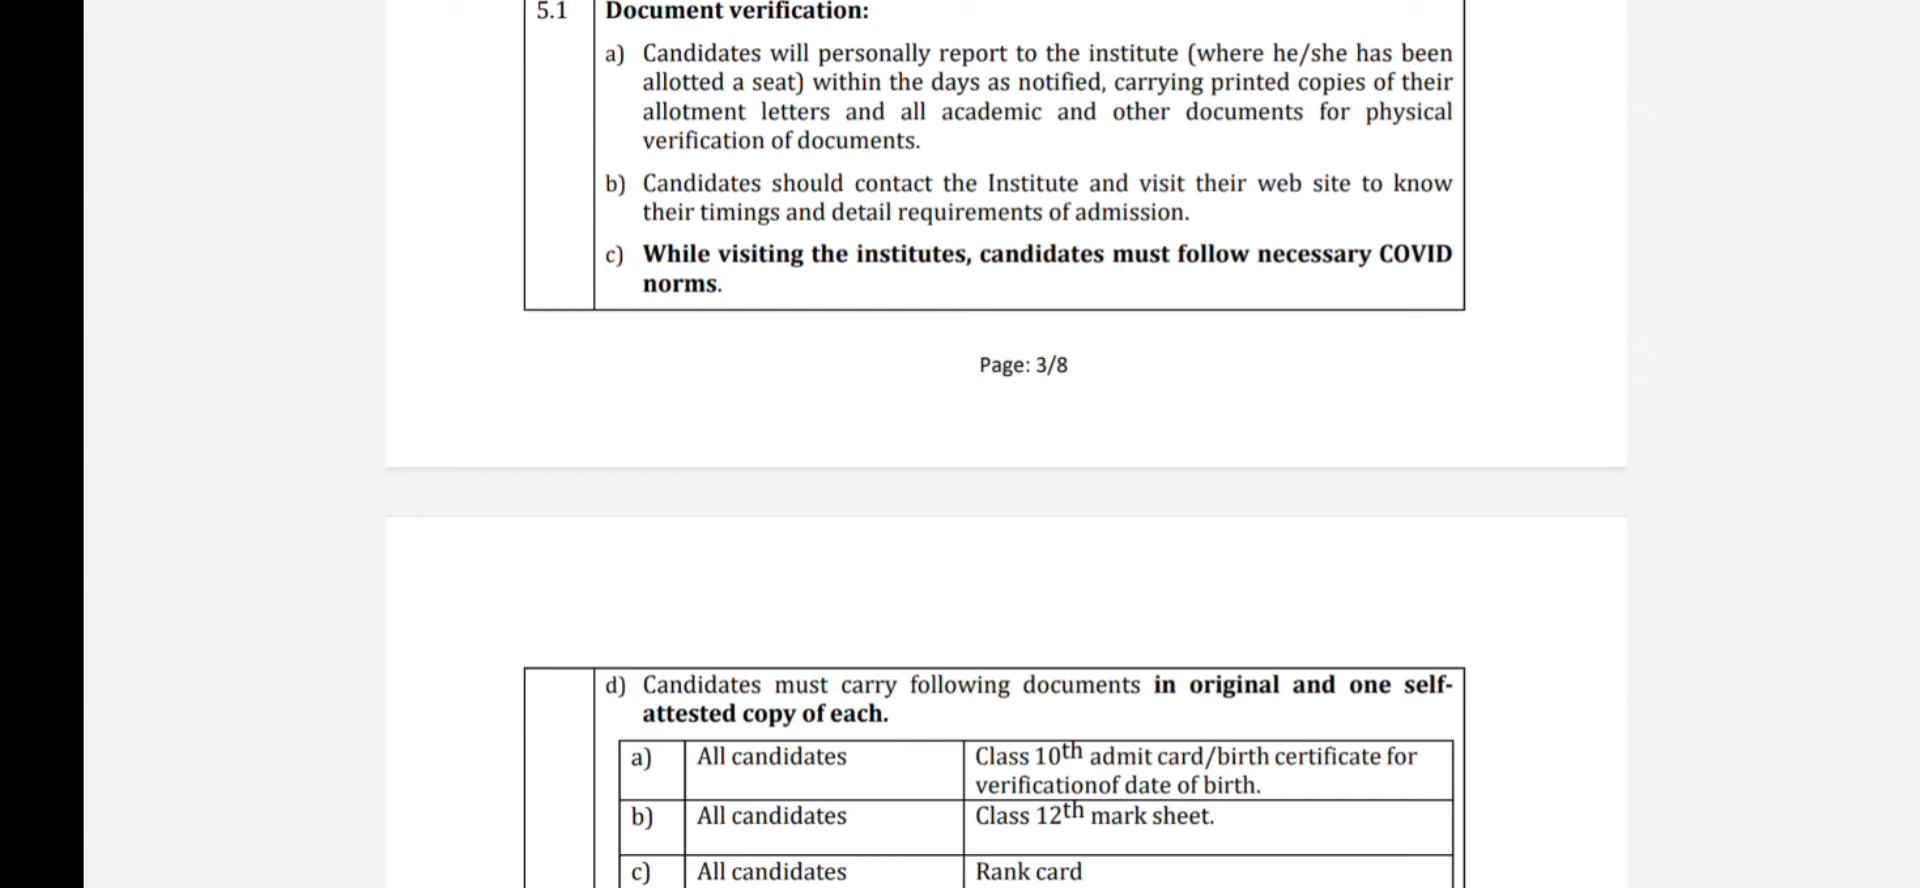 5.1 Document verification:
a) Candidates will personally report to the institute (where he/she has been
allotted a seat) within the days as notified, carrying printed copies of their
allotment letters and all academic and other documents for physical
verification of documents.
b) Candidates should contact the Institute and visit their web site to know
their timings and detail requirements of admission.
c) While visiting the institutes, candidates must follow necessary COVID
norms.
Page: 3/8
d) Candidates must carry following documents in original and one self-
attested copy of each.
a) All candidates Class 10th admit card/birth certificate for
verificationof date of birth.
b) All candidates Class 12th mark sheet.
c) All candidates Rank card